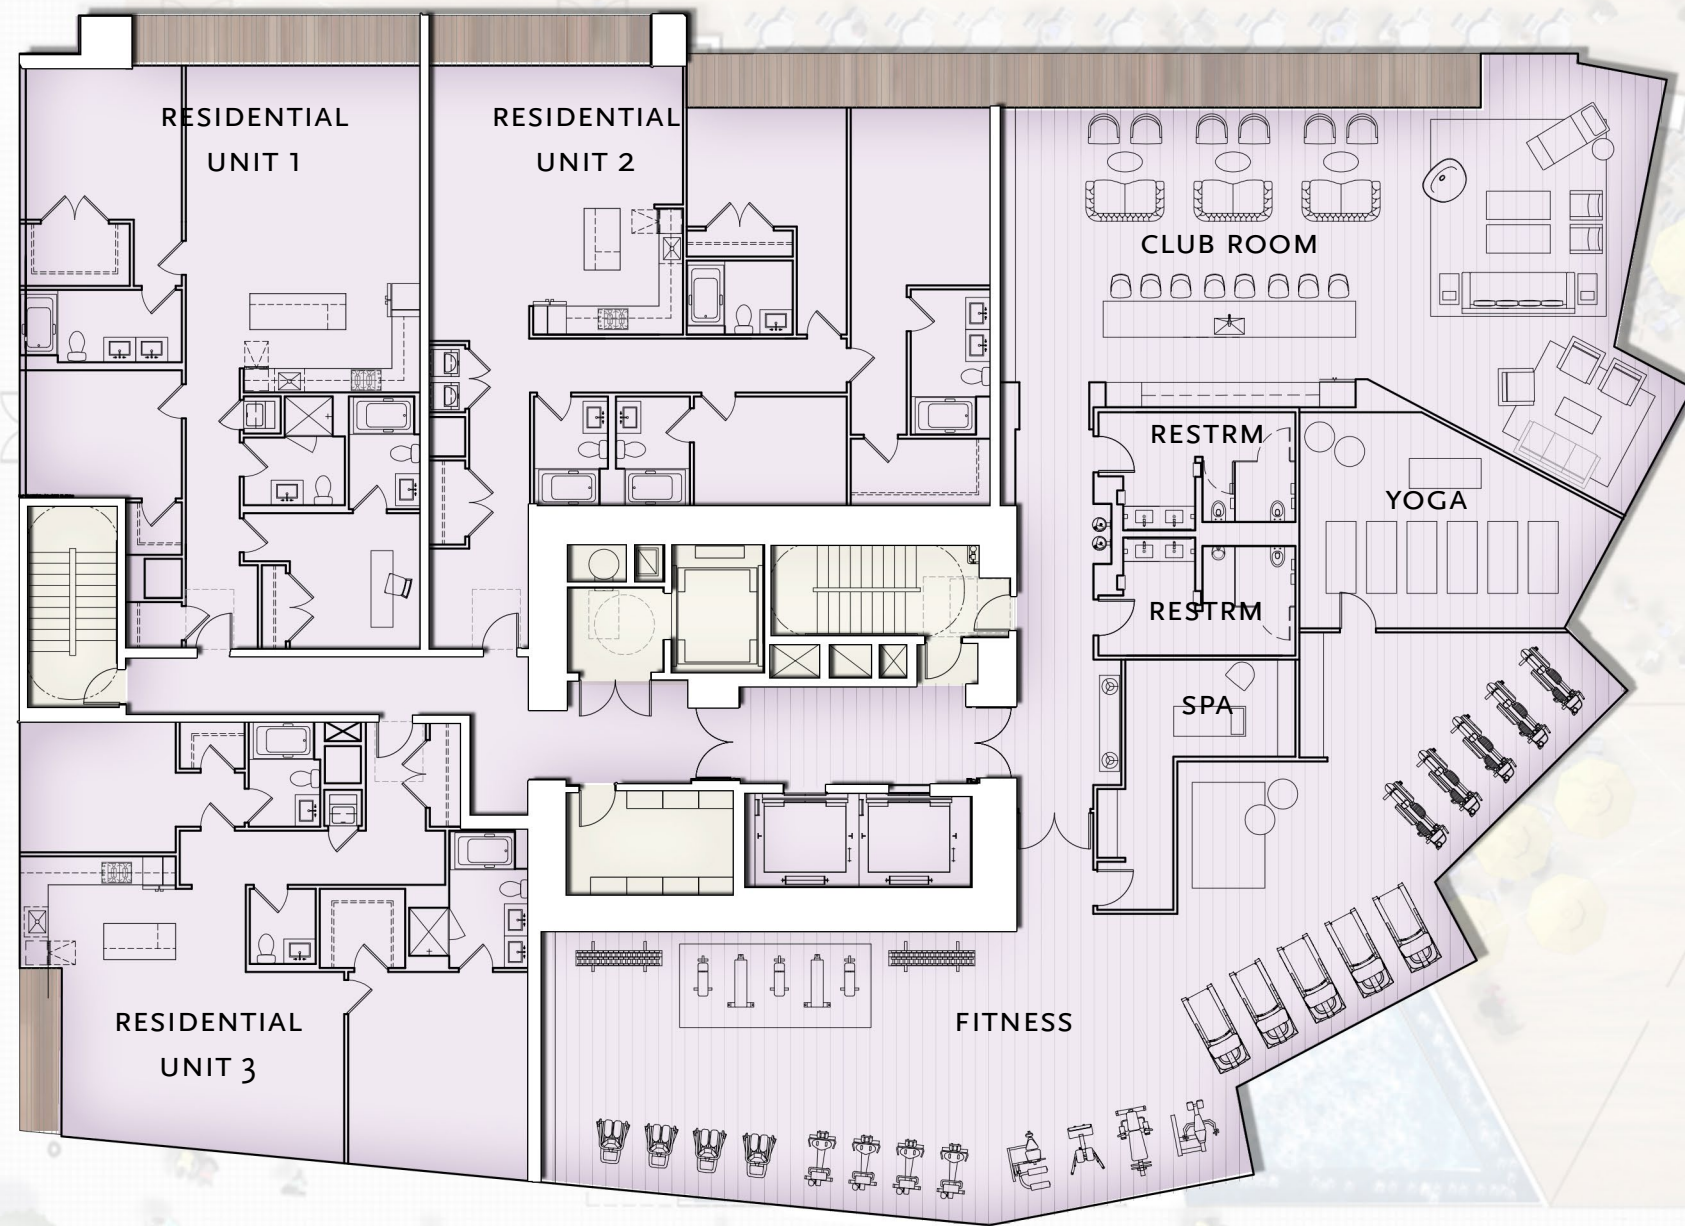 RESIDENTIAL
UNIT 1
RESIDENTIAL
UNIT 2
CLUB ROOM
RESTRM
YOGA
RESTRM
SPA
RESIDENTIAL
UNIT 3
FITNESS